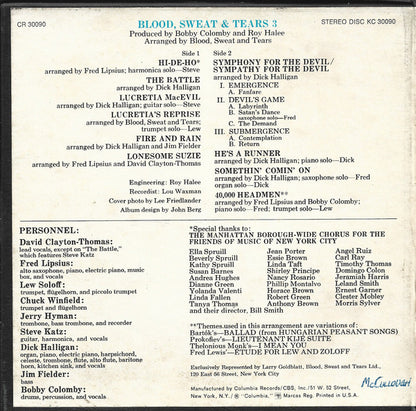 CR 30090
BLOOD, SWEAT & TEARS 3
STEREO DISC KC 30090
Produced by Bobby Colomby and Roy Halee
Arranged by Blood, Sweat and Tears
Side 1
HI-DE-HO*
arranged by Fred Lipsius; harmonica solo—Steve
THE BATTLE
arranged by Dick Halligan
LUCRETIA MacEVIL
arranged by Dick Halligan; guitar solo—Steve
LUCRETIA'S REPRISE
arranged by Blood, Sweat and Tears;
trumpet solo—Lew
FIRE AND RAIN
arranged by Dick Halligan and Jim Fielder
LONESOME SUZIE
arranged by Fred Lipsius and David Clayton-Thomas
Engineering: Roy Halee
Recordist: Lou Waxman
Cover photo by Lee Friedlander
Album design by John Berg
Side 2
SYMPHONY FOR THE DEVIL/
SYMPATHY FOR THE DEVIL
arranged by Dick Halligan
I. EMERGENCE
A. Fanfare
II. DEVIL'S GAME
A. Labyrinth
B. Satan's Dance
saxophone solo—Fred
C. The Demand
III. SUBMERGENCE
A. Contemplation
B. Return
HE'S A RUNNER
arranged by Dick Halligan; piano solo—Dick
SOMETHIN' COMIN' ON
arranged by Dick Halligan; saxophone solo—Fred
organ solo—Dick
40,000 HEADMEN**
arranged by Fred Lipsius and Bobby Colomby;
piano solo—Fred; trumpet solo—Lew
PERSONNEL:
David Clayton-Thomas:
lead vocals, except on "The Battle,"
which features Steve Katz
Fred Lipsius:
alto saxophone, piano, electric piano, music
box, and vocals
Lew Soloff:
trumpet, flügelhorn, and piccolo trumpet
Chuck Winfield:
trumpet and flügelhorn
Jerry Hyman:
trombone, bass trombone, and recorder
Steve Katz:
guitar, harmonica, and vocals
Dick Halligan:
organ, piano, electric piano, harpsichord,
celeste, trombone, flute, alto flute, baritone
horn, kitchen sink, and vocals
Jim Fielder:
bass
Bobby Colomby:
drums, percussion, and vocals
*Special thanks to:
THE MANHATTAN BOROUGH-WIDE CHORUS FOR THE
FRIENDS OF MUSIC OF NEW YORK CITY
Ella Spruill
Beverly Spruill
Kathy Spruill
Susan Barnes
Andrea Hughes
Dianne Green
Yolanda Valenti
Linda Fallen
Tanya Thomas
and their director, Bill Smith
Jean Porter
Essie Brown
Linda Taft
Shirley Principe
Nancy Rosario
Phillip Montalvo
Horace Brown
Robert Green
Anthony Brown
Angel Ruiz
Carl Ray
Timothy Thomas
Domingo Colon
Jeramiah Harris
Leland Smith
Ernest Garner
Chester Mobley
Morris Sylver
**Themes used in this arrangement are variations of:
Bartók's—BALLAD (from HUNGARIAN PEASANT SONGS)
Prokofiev's—LIEUTENANT KIJE SUITE
Thelonious Monk's—I MEAN YOU
Fred Lewis'—ETUDE FOR LEW AND ZOLOFF
Exclusively Represented by Larry Goldblatt, Blood, Sweat and Tears Ltd.,
120 East 66 Street, New York City
Manufactured by Columbia Records/CBS, Inc./51 W. 52 Street,
New York, N.Y./ ® "Columbia," Marcas Reg. Printed in U.S.A.